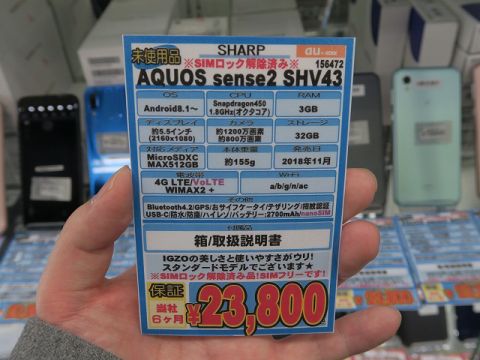 未使用品
SHARP
au
※SIMロック解除済み※
156472
AQUOS sense2 SHV43
OS
CPU
RAM
Android8.1～
Snapdragon450
1.8GHz(オクタコア)
3GB
ディスプレイ
カメラ
ストレージ
約5.5インチ
(2160x1080)
約1200万画素
約800万画素
32GB
対応メディア
本体重量
発売日
MicroSDXC
MAX512GB
約155g
2018年11月
電波帯
Wi-Fi
4G LTE/VoLTE
WIMAX2 +
a/b/g/n/ac
その他
Bluetooth4.2/GPS/おサイフケータイ/テザリング/指紋認証
USB-C/防水/防塵/ハイレゾ/バッテリー:2700mAh/nanoSIM
付属品
箱/取扱説明書
IGZOの美しさと使いやすさがウリ!
スタンダードモデルでございます★
※SIMロック解除済み品!SIMフリーです!
保証
当社
6ヶ月
¥23,800